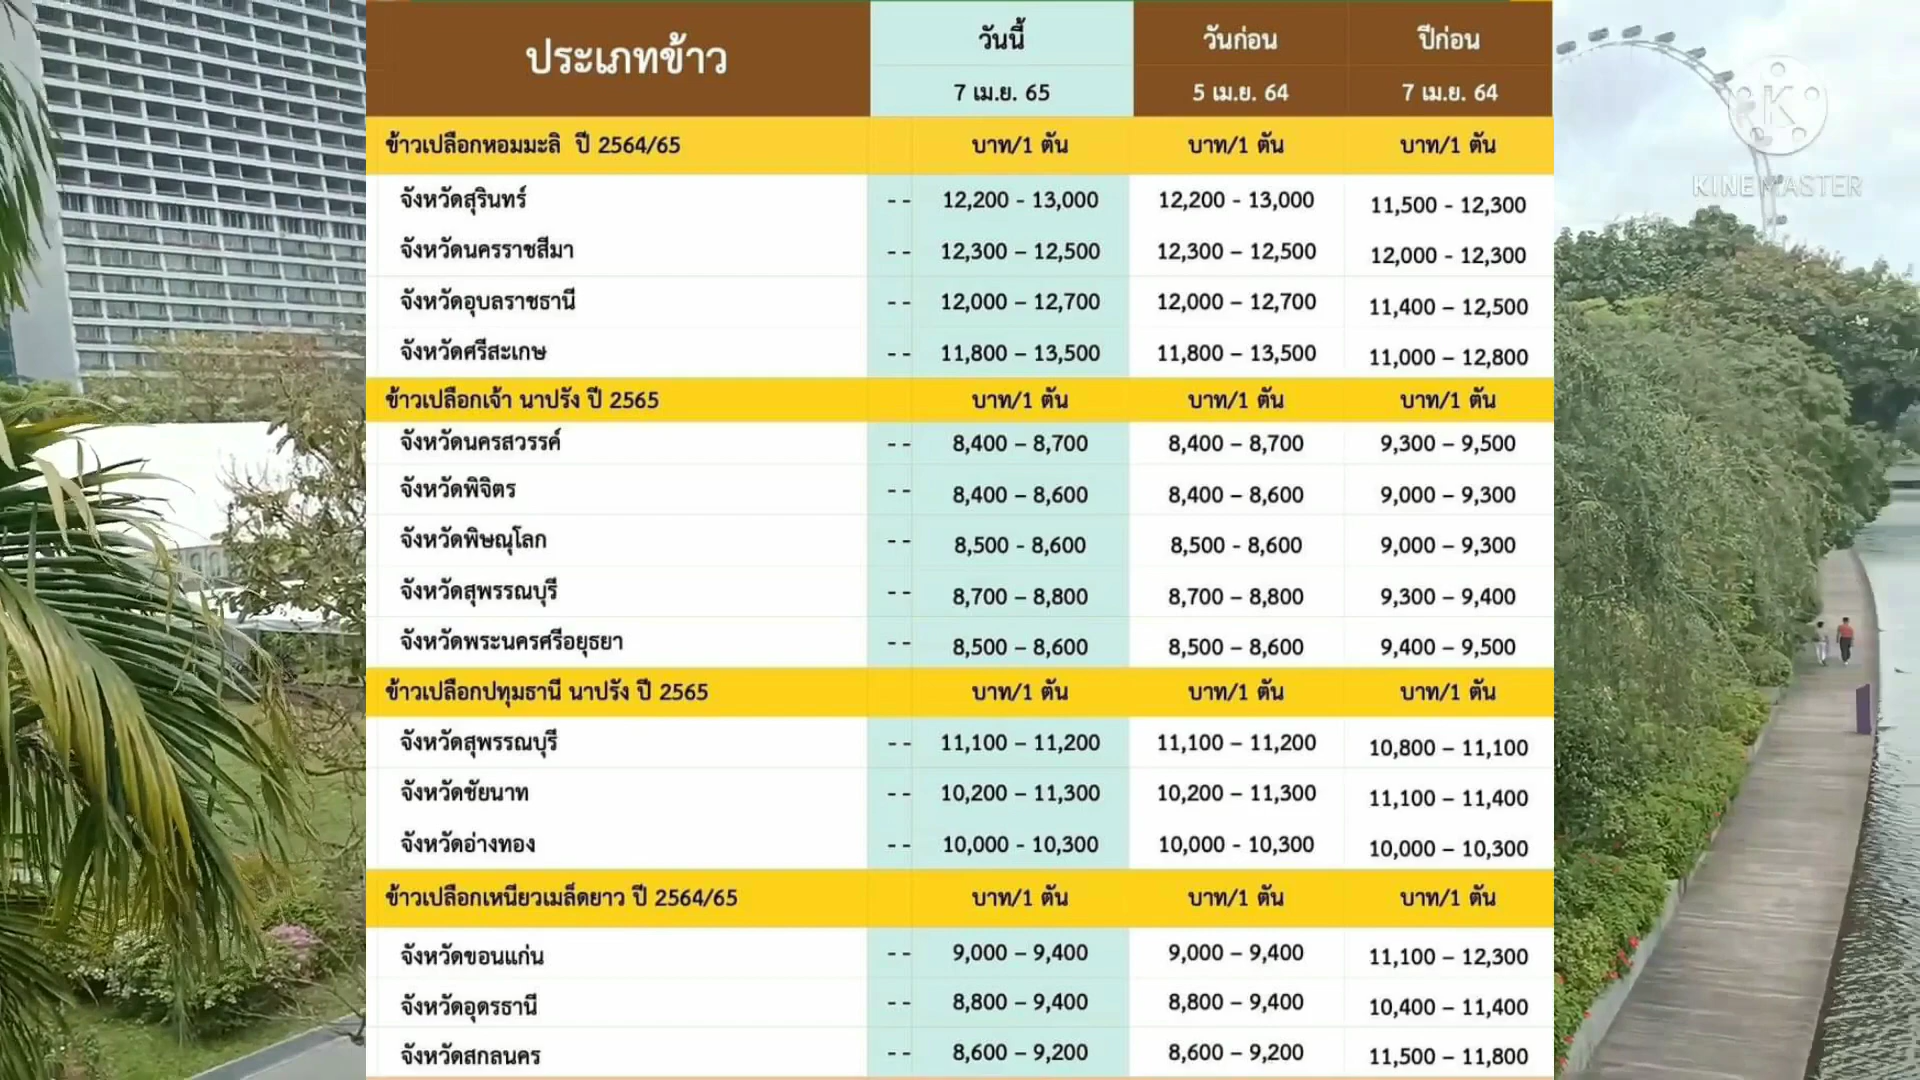 ประเภทข้าว วันนี้ วันก่อน ปีก่อน
7 เม.ย. 65 5 เม.ย. 64 7 เม.ย. 64
ข้าวเปลือกหอมมะลิ ปี 2564/65 บาท/1 ตัน บาท/1 ตัน บาท/1 ตัน
จังหวัดสุรินทร์ - - 12,200 - 13,000 12,200 - 13,000 11,500 - 12,300
จังหวัดนครราชสีมา - - 12,300 – 12,500 12,300 – 12,500 12,000 - 12,300
จังหวัดอุบลราชธานี - - 12,000 – 12,700 12,000 – 12,700 11,400 – 12,500
จังหวัดศรีสะเกษ - - 11,800 – 13,500 11,800 – 13,500 11,000 – 12,800
ข้าวเปลือกเจ้า นาปรัง ปี 2565 บาท/1 ตัน บาท/1 ตัน บาท/1 ตัน
จังหวัดนครสวรรค์ - - 8,400 – 8,700 8,400 – 8,700 9,300 – 9,500
จังหวัดพิจิตร - - 8,400 – 8,600 8,400 – 8,600 9,000 – 9,300
จังหวัดพิษณุโลก - - 8,500 - 8,600 8,500 - 8,600 9,000 – 9,300
จังหวัดสุพรรณบุรี - - 8,700 – 8,800 8,700 – 8,800 9,300 – 9,400
จังหวัดพระนครศรีอยุธยา - - 8,500 – 8,600 8,500 – 8,600 9,400 – 9,500
ข้าวเปลือกปทุมธานี นาปรัง ปี 2565 บาท/1 ตัน บาท/1 ตัน บาท/1 ตัน
จังหวัดสุพรรณบุรี - - 11,100 – 11,200 11,100 – 11,200 10,800 – 11,100
จังหวัดชัยนาท - - 10,200 – 11,300 10,200 – 11,300 11,100 – 11,400
จังหวัดอ่างทอง - - 10,000 - 10,300 10,000 - 10,300 10,000 – 10,300
ข้าวเปลือกเหนียวเมล็ดยาว ปี 2564/65 บาท/1 ตัน บาท/1 ตัน บาท/1 ตัน
จังหวัดขอนแก่น - - 9,000 – 9,400 9,000 – 9,400 11,100 – 12,300
จังหวัดอุดรธานี - - 8,800 – 9,400 8,800 – 9,400 10,400 – 11,400
จังหวัดสกลนคร - - 8,600 – 9,200 8,600 – 9,200 11,500 – 11,800
K
KINEMASTER